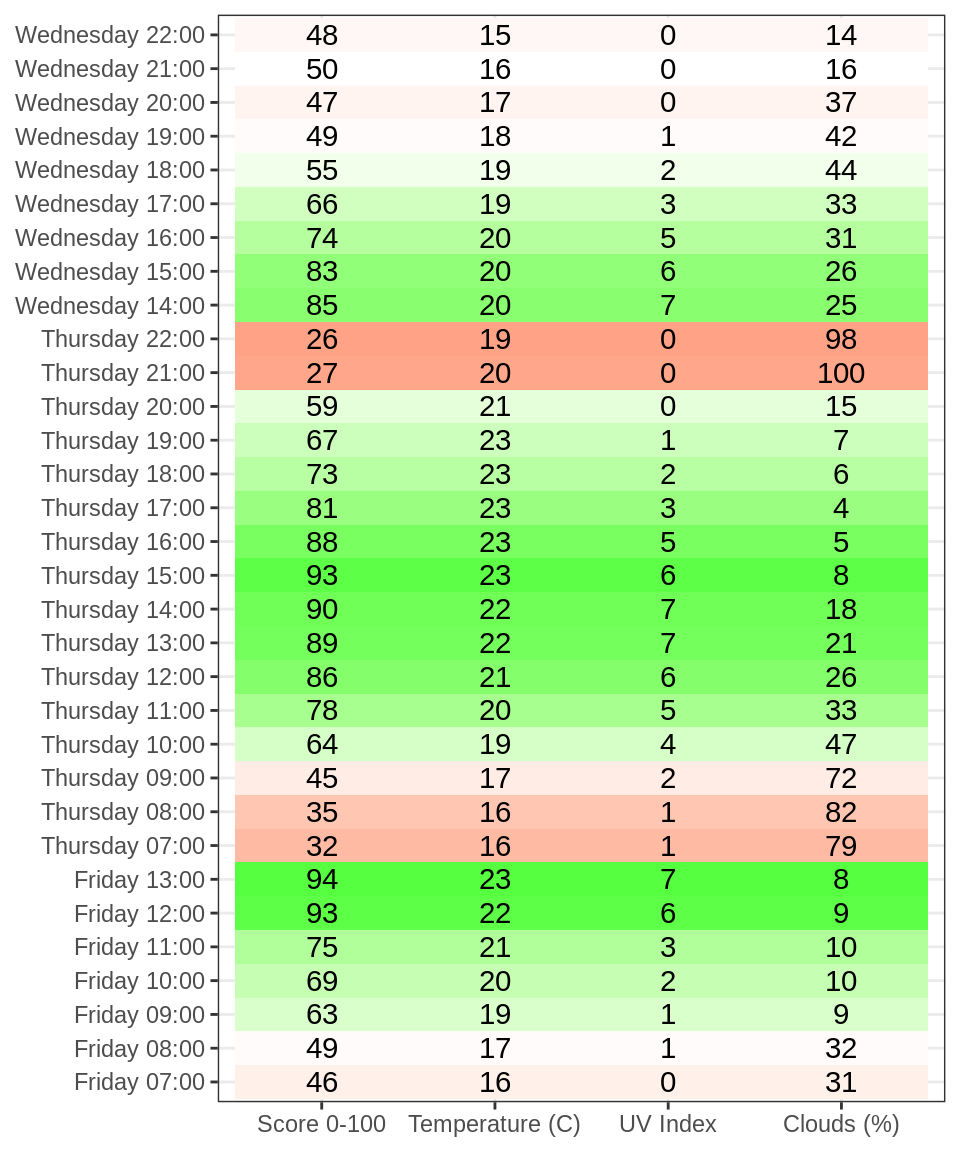 Wednesday 22:00 48 15 0 14
Wednesday 21:00 50 16 0 16
Wednesday 20:00 47 17 0 37
Wednesday 19:00 49 18 1 42
Wednesday 18:00 55 19 2 44
Wednesday 17:00 66 19 3 33
Wednesday 16:00 74 20 5 31
Wednesday 15:00 83 20 6 26
Wednesday 14:00 85 20 7 25
Thursday 22:00 26 19 0 98
Thursday 21:00 27 20 0 100
Thursday 20:00 59 21 0 15
Thursday 19:00 67 23 1 7
Thursday 18:00 73 23 2 6
Thursday 17:00 81 23 3 4
Thursday 16:00 88 23 5 5
Thursday 15:00 93 23 6 8
Thursday 14:00 90 22 7 18
Thursday 13:00 89 22 7 21
Thursday 12:00 86 21 6 26
Thursday 11:00 78 20 5 33
Thursday 10:00 64 19 4 47
Thursday 09:00 45 17 2 72
Thursday 08:00 35 16 1 82
Thursday 07:00 32 16 1 79
Friday 13:00 94 23 7 8
Friday 12:00 93 22 6 9
Friday 11:00 75 21 3 10
Friday 10:00 69 20 2 10
Friday 09:00 63 19 1 9
Friday 08:00 49 17 1 32
Friday 07:00 46 16 0 31
Score 0-100 Temperature (C) UV Index Clouds (%)